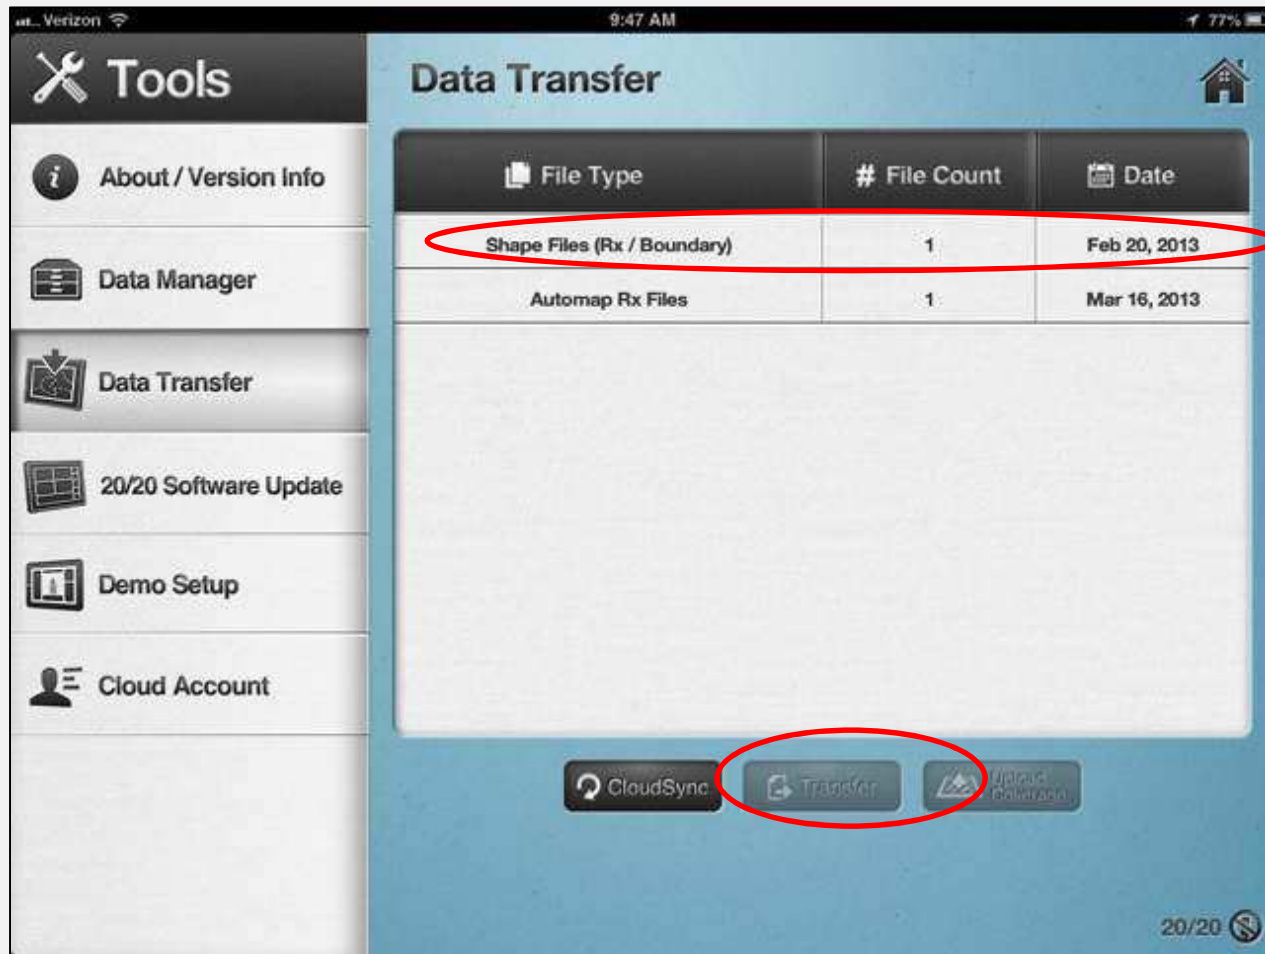 Verizon 9:47 AM 77%
Tools
Data Transfer
About / Version Info
Data Manager
Data Transfer
20/20 Software Update
Demo Setup
Cloud Account
File Type # File Count Date
Shape Files (Rx / Boundary) 1 Feb 20, 2013
Automap Rx Files 1 Mar 16, 2013
CloudSync Transfer Upload
Coverage
20/20